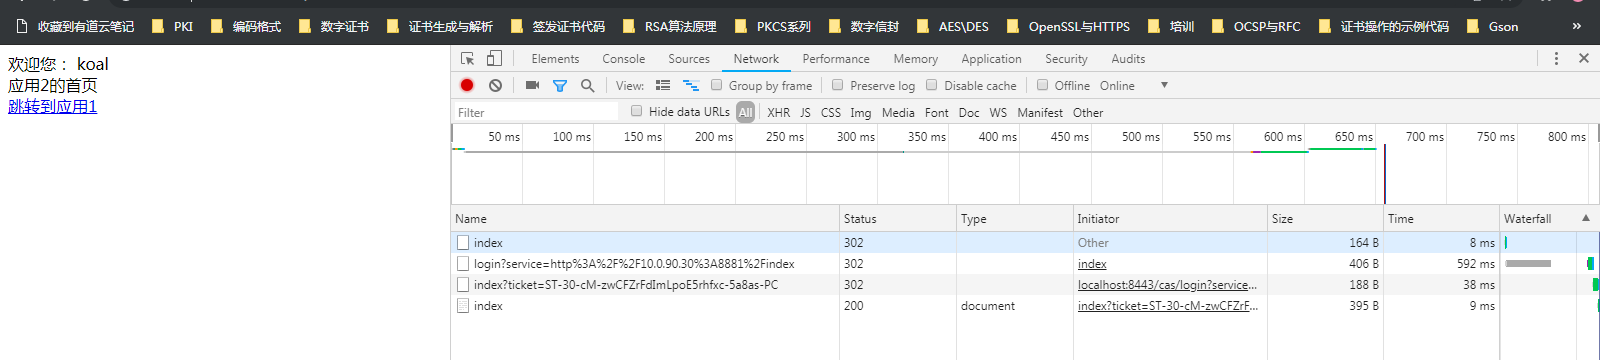 收藏到有道云笔记 PKI 编码格式 数字证书 证书生成与解析 签发证书代码 RSA算法原理 PKCS系列 数字信封 AES\DES OpenSSL与HTTPS 培训 OCSP与RFC 证书操作的示例代码 Gson »
欢迎您： koal
应用2的首页
跳转到应用1
Elements Console Sources Network Performance Memory Application Security Audits
View: Group by frame Preserve log Disable cache Offline Online
Filter Hide data URLs All XHR JS CSS Img Media Font Doc WS Manifest Other
50 ms 100 ms 150 ms 200 ms 250 ms 300 ms 350 ms 400 ms 450 ms 500 ms 550 ms 600 ms 650 ms 700 ms 750 ms 800 ms
Name Status Type Initiator Size Time Waterfall
index 302 Other 164 B 8 ms
login?service=http%3A%2F%2F10.0.90.30%3A8881%2Findex 302 index 406 B 592 ms
index?ticket=ST-30-cM-zwCFZrFdImLpoE5rhfxc-5a8as-PC 302 localhost:8443/cas/login?service... 188 B 38 ms
index 200 document index?ticket=ST-30-cM-zwCFZrF... 395 B 9 ms